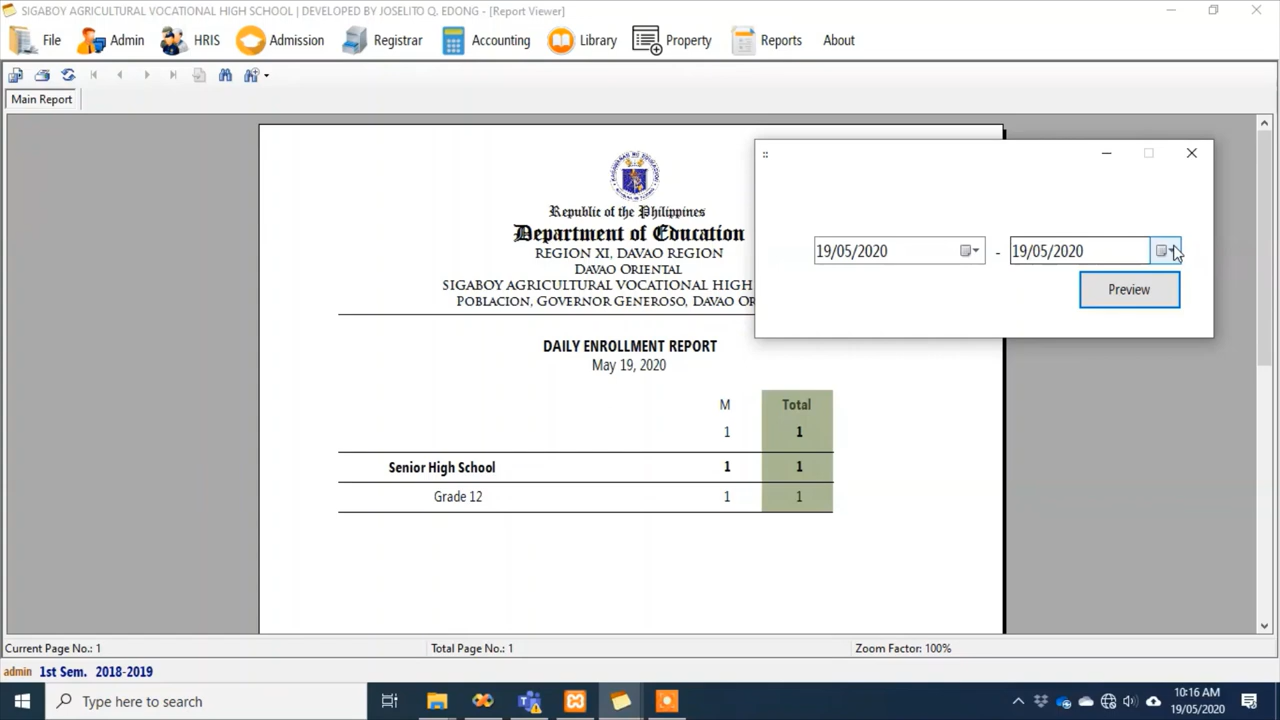 SIGABOY AGRICULTURAL VOCATIONAL HIGH SCHOOL | DEVELOPED BY JOSELITO Q. EDONG - [Report Viewer]
File Admin HRIS Admission Registrar Accounting Library Property Reports About
Main Report
Republic of the Philippines
Department of Education
REGION XI, DAVAO REGION
DAVAO ORIENTAL
SIGABOY AGRICULTURAL VOCATIONAL HIGH
POBLACION, GOVERNOR GENEROSO, DAVAO OR
::
19/05/2020 - 19/05/2020
Preview
DAILY ENROLLMENT REPORT
May 19, 2020
M Total
1 1
Senior High School 1 1
Grade 12 1 1
Current Page No.: 1 Total Page No.: 1 Zoom Factor: 100%
admin 1st Sem. 2018-2019
Type here to search
10:16 AM
19/05/2020